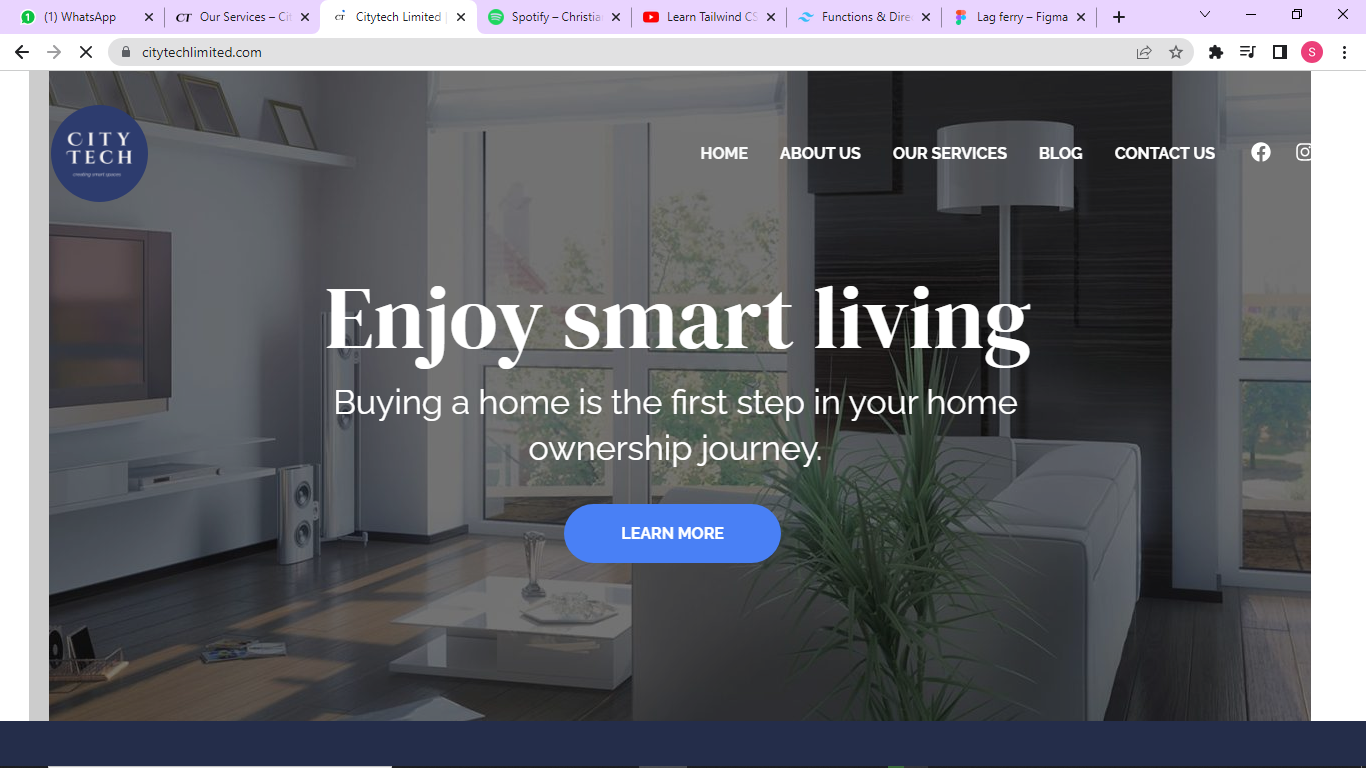 (1) WhatsApp
CT Our Services – Cit
CT Citytech Limited |
Spotify – Christia
Learn Tailwind CS
Functions & Dire
Lag ferry – Figma
citytechlimited.com
S
CITY
TECH
creating smart spaces
HOME ABOUT US OUR SERVICES BLOG CONTACT US
Enjoy smart living
Buying a home is the first step in your home
ownership journey.
LEARN MORE